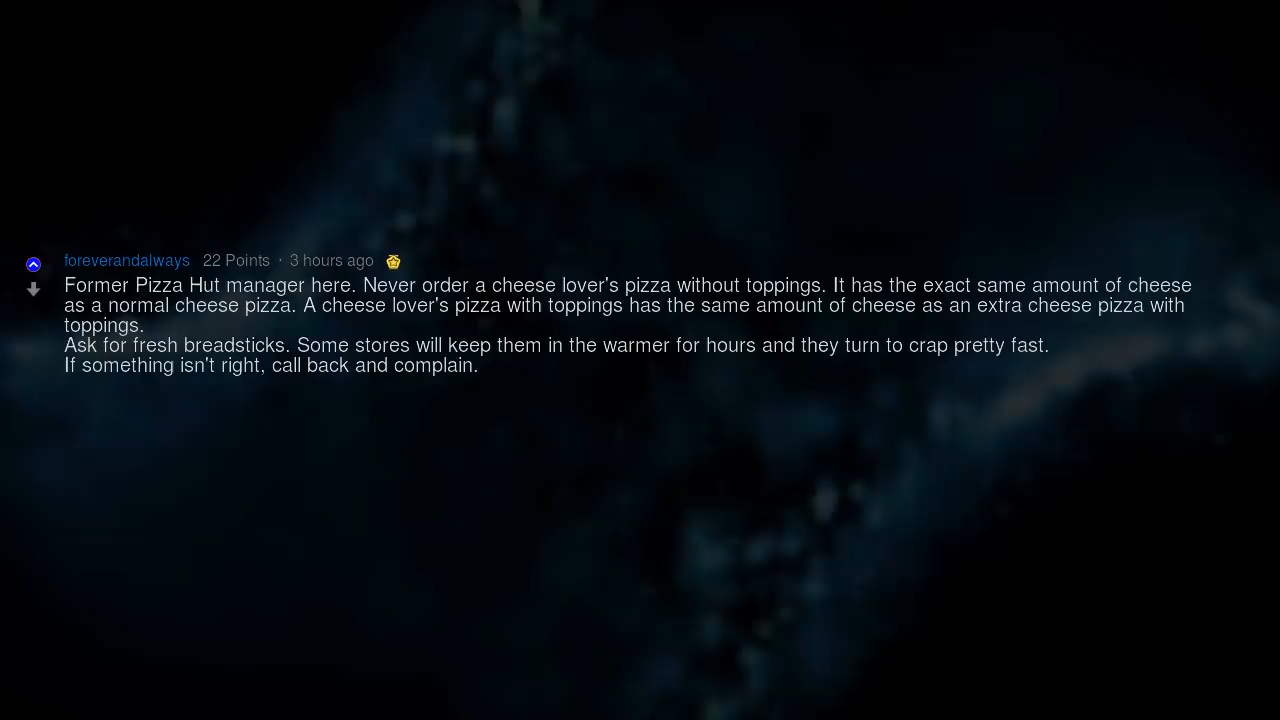 foreverandalways 22 Points · 3 hours ago
Former Pizza Hut manager here. Never order a cheese lover's pizza without toppings. It has the exact same amount of cheese
as a normal cheese pizza. A cheese lover's pizza with toppings has the same amount of cheese as an extra cheese pizza with
toppings.
Ask for fresh breadsticks. Some stores will keep them in the warmer for hours and they turn to crap pretty fast.
If something isn't right, call back and complain.